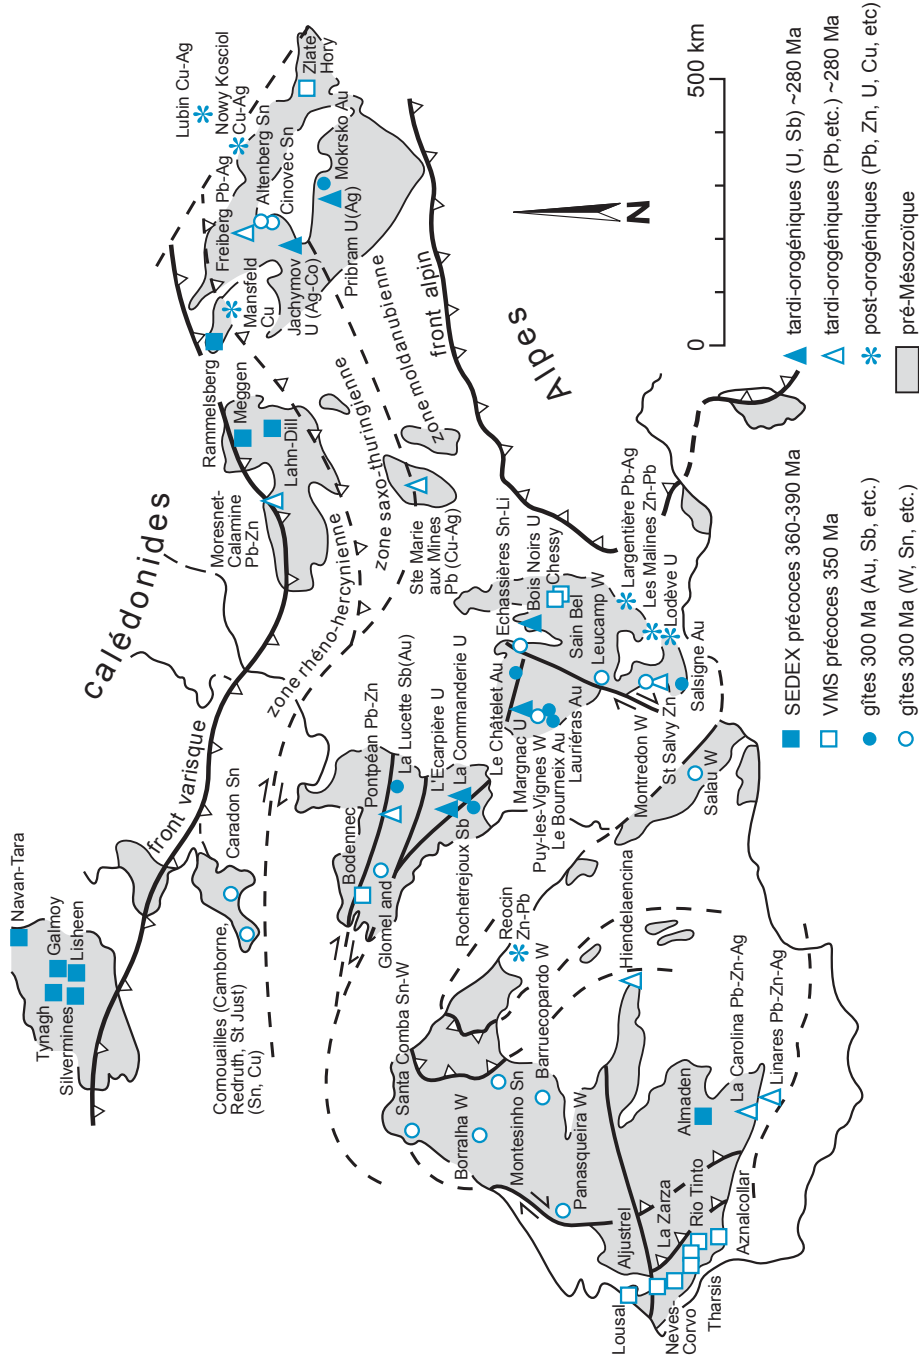 Navan-Tara
Tynagh
Galmoy
Lisheen
Silvermines
calédonides
front varisque
Caradon Sn
Cornouailles (Camborne,
Redruth, St Just)
(Sn, Cu)
Moresnet-
Calamine
Pb-Zn
Rammelsberg
Meggen
Lahn-Dill
Mansfeld
Cu
Freiberg Pb-Ag
Lubin Cu-Ag
Nowy Kosciol
Cu-Ag
Altenberg Sn
Cinovec Sn
Zlate
Hory
Jachymov
U (Ag-Co)
Pribram U(Ag)
Mokrsko Au
zone rhéno-hercynienne
zone saxo-thuringienne
zone moldanubienne
front alpin
Alpes
Ste Marie
aux Mines
Pb (Cu-Ag)
Bodennec
Pontpéan Pb-Zn
La Lucette Sb(Au)
Glomel and
L'Ecarpière U
La Commanderie U
Rochetrejoux Sb
Le Châtelet Au
Echassières Sn-Li
Bois Noirs U
Chessy
Sain Bel
Margnac U
Puy-les-Vignes W
Le Bourneix Au
Lauriéras Au
Leucamp W
Largentière Pb-Ag
Les Malines Zn-Pb
Lodève U
Montredon W
St Salvy Zn
Salsigne Au
Salau W
Reocin
Zn-Pb
Santa Comba Sn-W
Borralha W
Montesinho Sn
Barruecopardo W
Panasqueira W
Hiendelaencina
Almaden
La Carolina Pb-Zn-Ag
Linares Pb-Zn-Ag
Aljustrel
La Zarza
Rio Tinto
Aznalcollar
Lousal
Neves-
Corvo
Tharsis
N
0
500 km
SEDEX précoces 360-390 Ma
VMS précoces 350 Ma
gîtes 300 Ma (Au, Sb, etc.)
gîtes 300 Ma (W, Sn, etc.)
tardi-orogéniques (U, Sb) ~280 Ma
tardi-orogéniques (Pb,etc.) ~280 Ma
post-orogéniques (Pb, Zn, U, Cu, etc)
pré-Mésozoïque